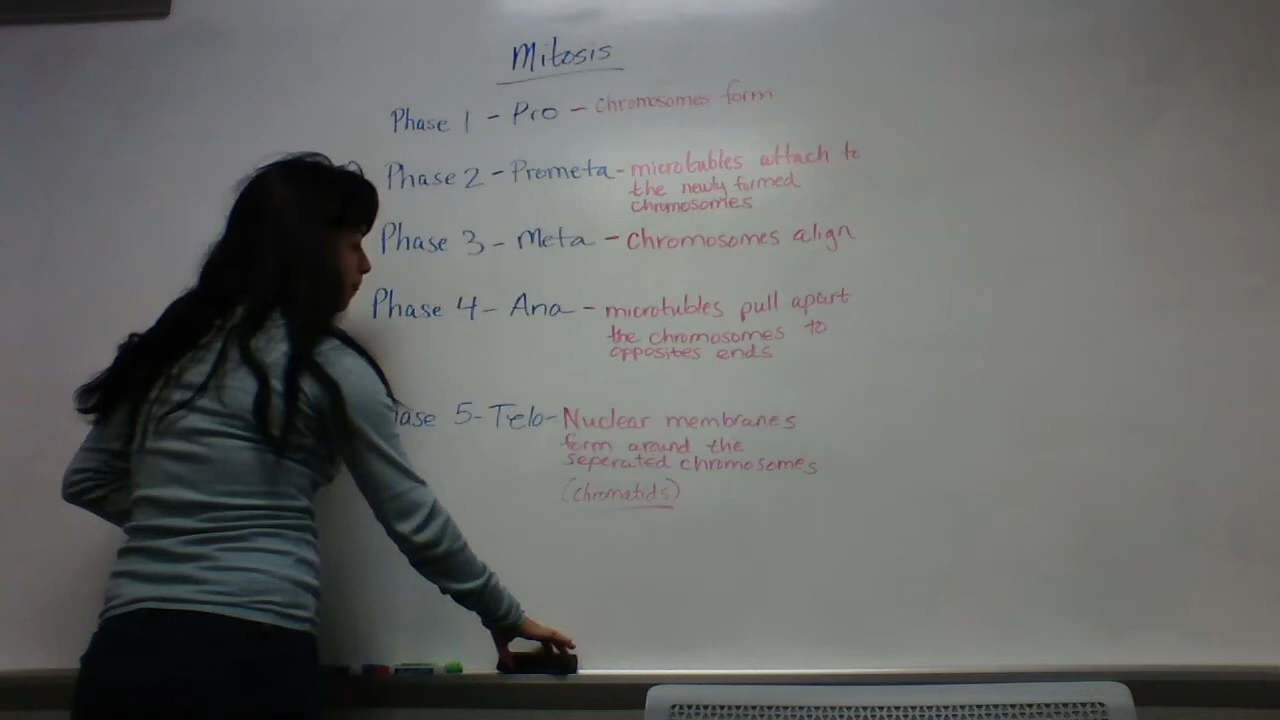 Mitosis
Phase 1 - Pro - chromosomes form
Phase 2 - Prometa - microtubles attach to
the newly formed
chromosomes
Phase 3 - Meta - chromosomes align
Phase 4 - Ana - microtubles pull apart
the chromosomes to
opposites ends
ase 5 - Telo - Nuclear membranes
form around the
seperated chromosomes
(chromatids)